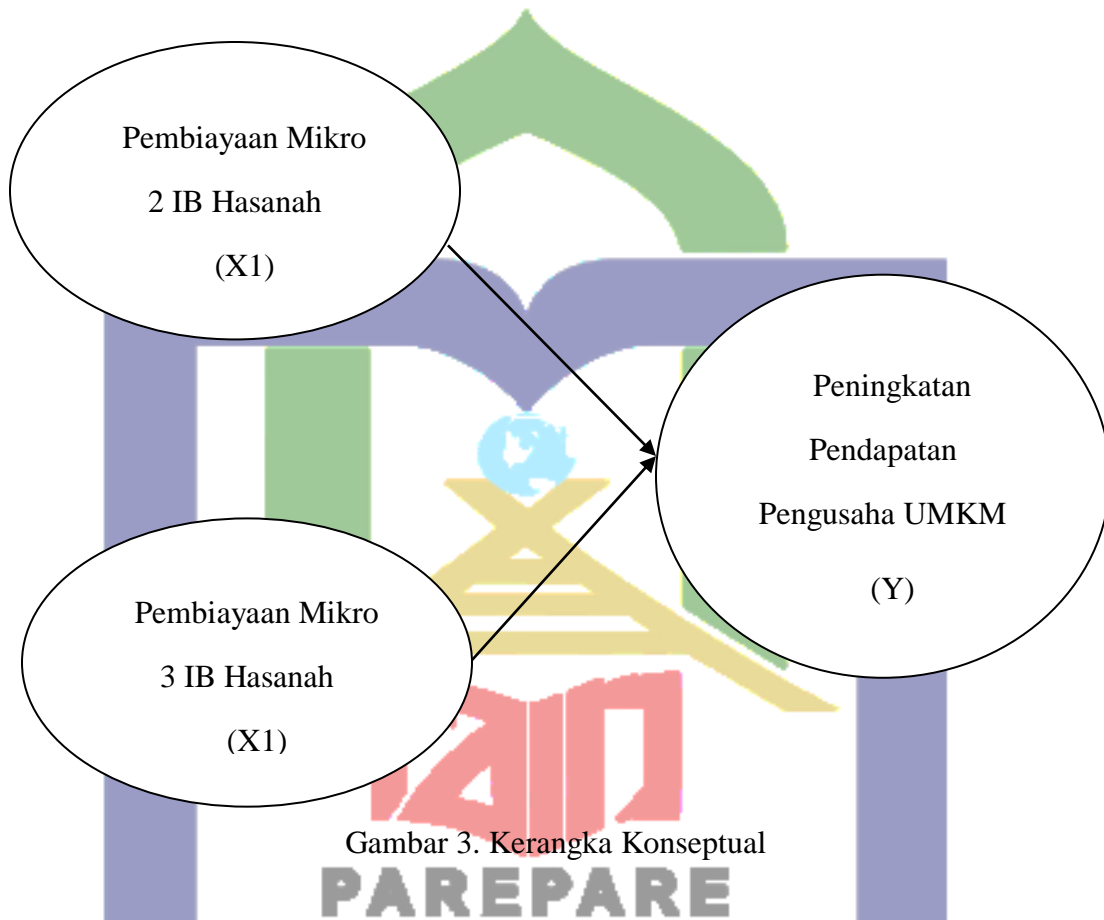 Pembiayaan Mikro
2 IB Hasanah
(X1)
Peningkatan
Pendapatan
Pengusaha UMKM
(Y)
Pembiayaan Mikro
3 IB Hasanah
(X1)
iain
Gambar 3. Kerangka Konseptual
PAREPARE